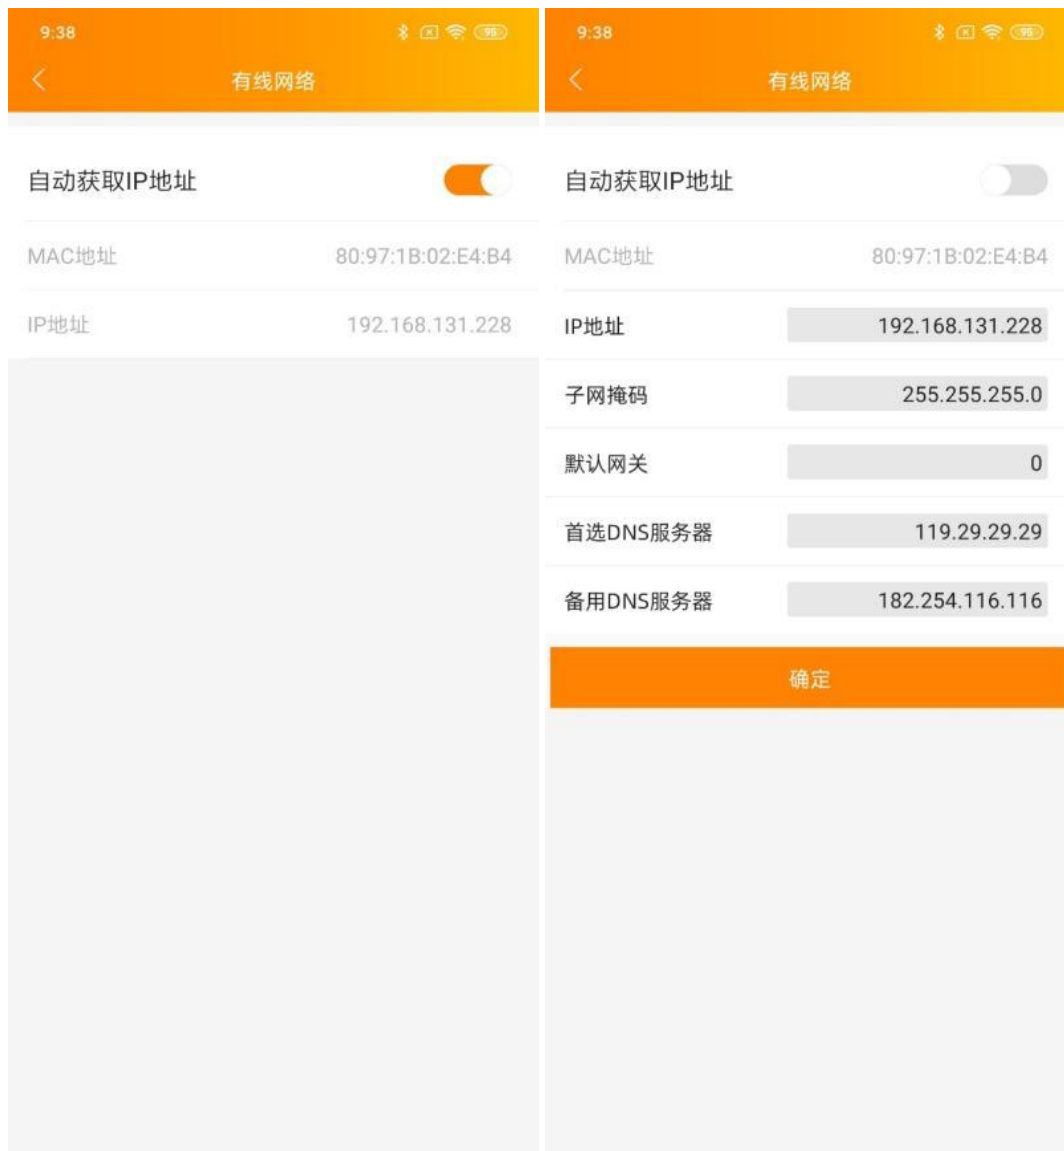 9:38
95
有线网络
自动获取IP地址
MAC地址 80:97:1B:02:E4:B4
IP地址 192.168.131.228
9:38
95
有线网络
自动获取IP地址
MAC地址 80:97:1B:02:E4:B4
IP地址 192.168.131.228
子网掩码 255.255.255.0
默认网关 0
首选DNS服务器 119.29.29.29
备用DNS服务器 182.254.116.116
确定